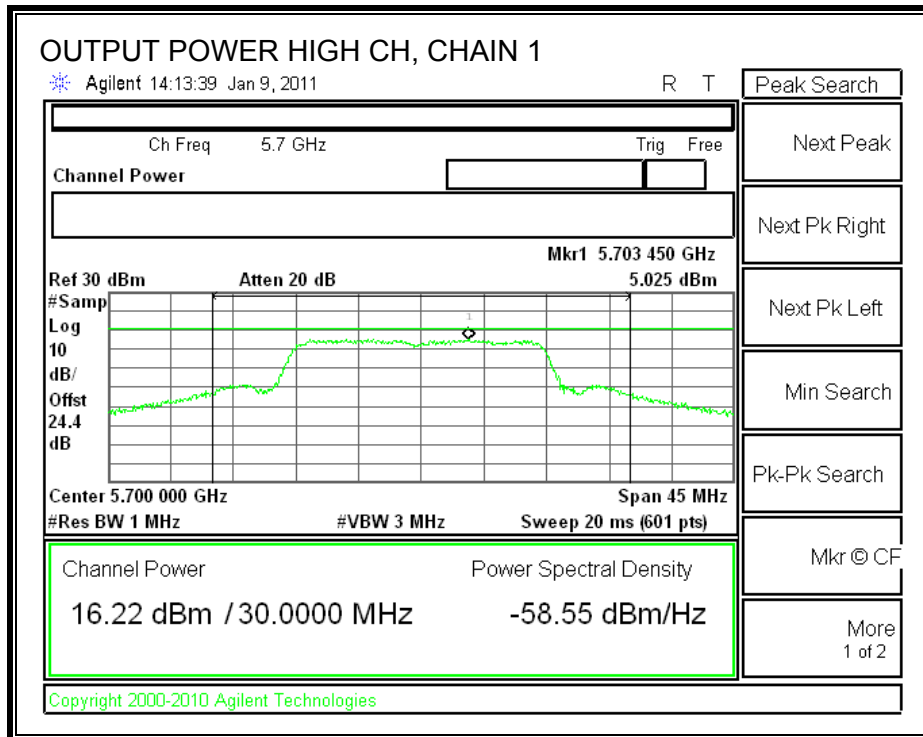 OUTPUT POWER HIGH CH, CHAIN 1
Agilent 14:13:39 Jan 9, 2011 R T
Peak Search
Ch Freq 5.7 GHz Trig Free
Channel Power
Next Peak
Next Pk Right
Mkr1 5.703 450 GHz
Ref 30 dBm Atten 20 dB 5.025 dBm
#Samp
Log
10
dB/
Offst
24.4
dB
1
Next Pk Left
Min Search
Pk-Pk Search
Center 5.700 000 GHz Span 45 MHz
#Res BW 1 MHz #VBW 3 MHz Sweep 20 ms (601 pts)
Channel Power Power Spectral Density
16.22 dBm / 30.0000 MHz -58.55 dBm/Hz
Mkr © CF
More
1 of 2
Copyright 2000-2010 Agilent Technologies